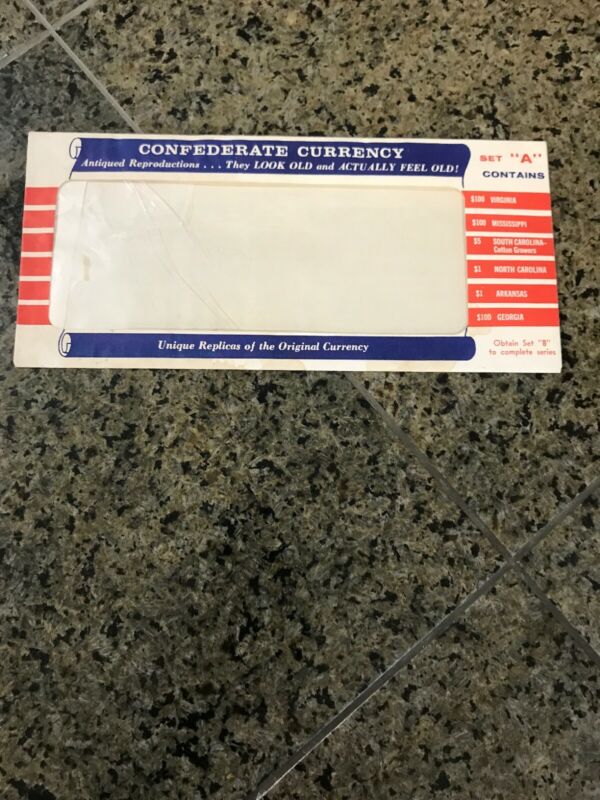 CONFEDERATE CURRENCY
Antiqued Reproductions . . . They LOOK OLD and ACTUALLY FEEL OLD!
SET "A"
CONTAINS
$100 VIRGINIA
$100 MISSISSIPPI
$5 SOUTH CAROLINA-
Cotton Growers
$1 NORTH CAROLINA
$1 ARKANSAS
$100 GEORGIA
Unique Replicas of the Original Currency
Obtain Set "B"
to complete series